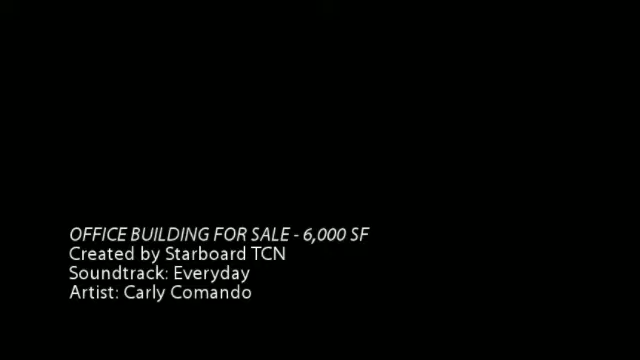 OFFICE BUILDING FOR SALE - 6,000 SF
Created by Starboard TCN
Soundtrack: Everyday
Artist: Carly Comando